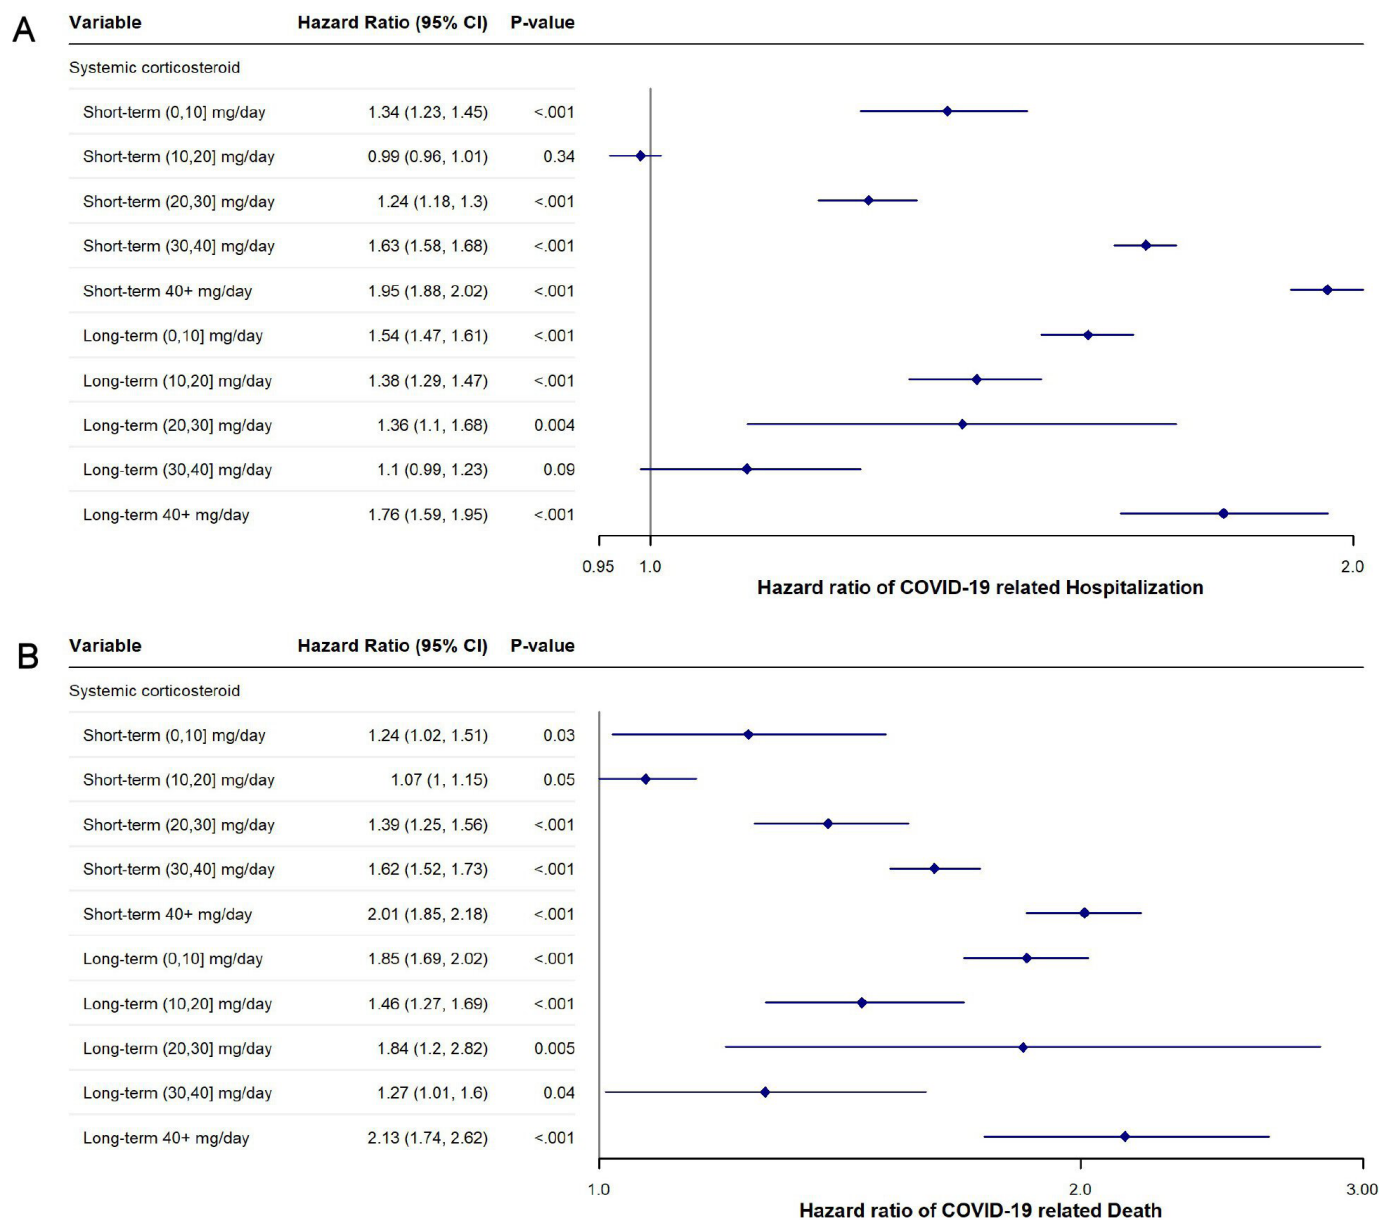 A
Variable Hazard Ratio (95% CI) P-value
Systemic corticosteroid
Short-term (0,10] mg/day 1.34 (1.23, 1.45) <.001
Short-term (10,20] mg/day 0.99 (0.96, 1.01) 0.34
Short-term (20,30] mg/day 1.24 (1.18, 1.3) <.001
Short-term (30,40] mg/day 1.63 (1.58, 1.68) <.001
Short-term 40+ mg/day 1.95 (1.88, 2.02) <.001
Long-term (0,10] mg/day 1.54 (1.47, 1.61) <.001
Long-term (10,20] mg/day 1.38 (1.29, 1.47) <.001
Long-term (20,30] mg/day 1.36 (1.1, 1.68) 0.004
Long-term (30,40] mg/day 1.1 (0.99, 1.23) 0.09
Long-term 40+ mg/day 1.76 (1.59, 1.95) <.001
0.95 1.0 2.0
Hazard ratio of COVID-19 related Hospitalization
B
Variable Hazard Ratio (95% CI) P-value
Systemic corticosteroid
Short-term (0,10] mg/day 1.24 (1.02, 1.51) 0.03
Short-term (10,20] mg/day 1.07 (1, 1.15) 0.05
Short-term (20,30] mg/day 1.39 (1.25, 1.56) <.001
Short-term (30,40] mg/day 1.62 (1.52, 1.73) <.001
Short-term 40+ mg/day 2.01 (1.85, 2.18) <.001
Long-term (0,10] mg/day 1.85 (1.69, 2.02) <.001
Long-term (10,20] mg/day 1.46 (1.27, 1.69) <.001
Long-term (20,30] mg/day 1.84 (1.2, 2.82) 0.005
Long-term (30,40] mg/day 1.27 (1.01, 1.6) 0.04
Long-term 40+ mg/day 2.13 (1.74, 2.62) <.001
1.0 2.0 3.00
Hazard ratio of COVID-19 related Death